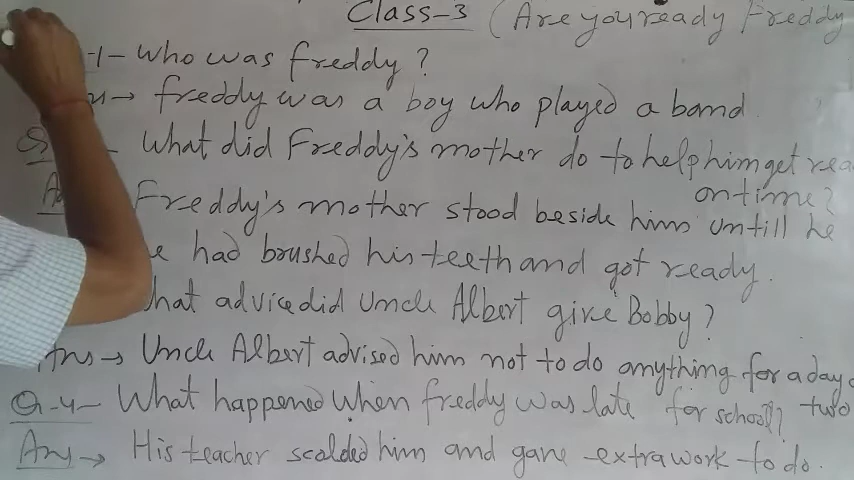 Class-3 (Are you ready Freddy
-1- Who was freddy?
→ freddy was a boy who played a band.
What did Freddy's mother do to help him get rea
on time?
Freddy's mother stood beside him untill he
had brushed his teeth and got ready.
hat advice did Uncle Albert give Bobby?
Ans → Uncle Albert advised him not to do anything for a day o
two
Q-4- What happened when freddy was late for school?
Ans → His teacher scolded him and gave extra work to do.